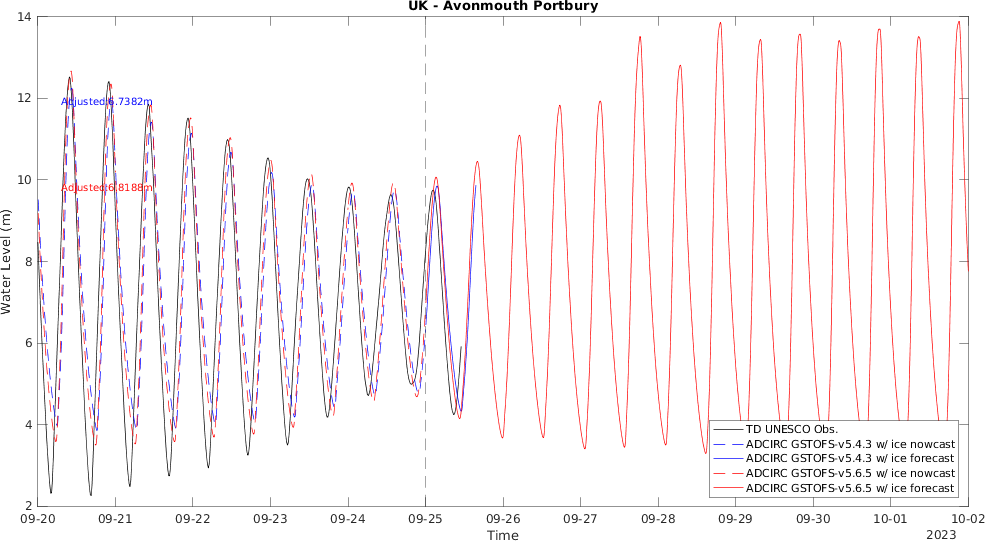 UK - Avonmouth Portbury
14
12
10
8
6
4
2
Water Level (m)
Adjusted:6.7382m
Adjusted:6.8188m
TD UNESCO Obs.
ADCIRC GSTOFS-v5.4.3 w/ ice nowcast
ADCIRC GSTOFS-v5.4.3 w/ ice forecast
ADCIRC GSTOFS-v5.6.5 w/ ice nowcast
ADCIRC GSTOFS-v5.6.5 w/ ice forecast
09-20 09-21 09-22 09-23 09-24 09-25 09-26 09-27 09-28 09-29 09-30 10-01 10-02
Time
2023